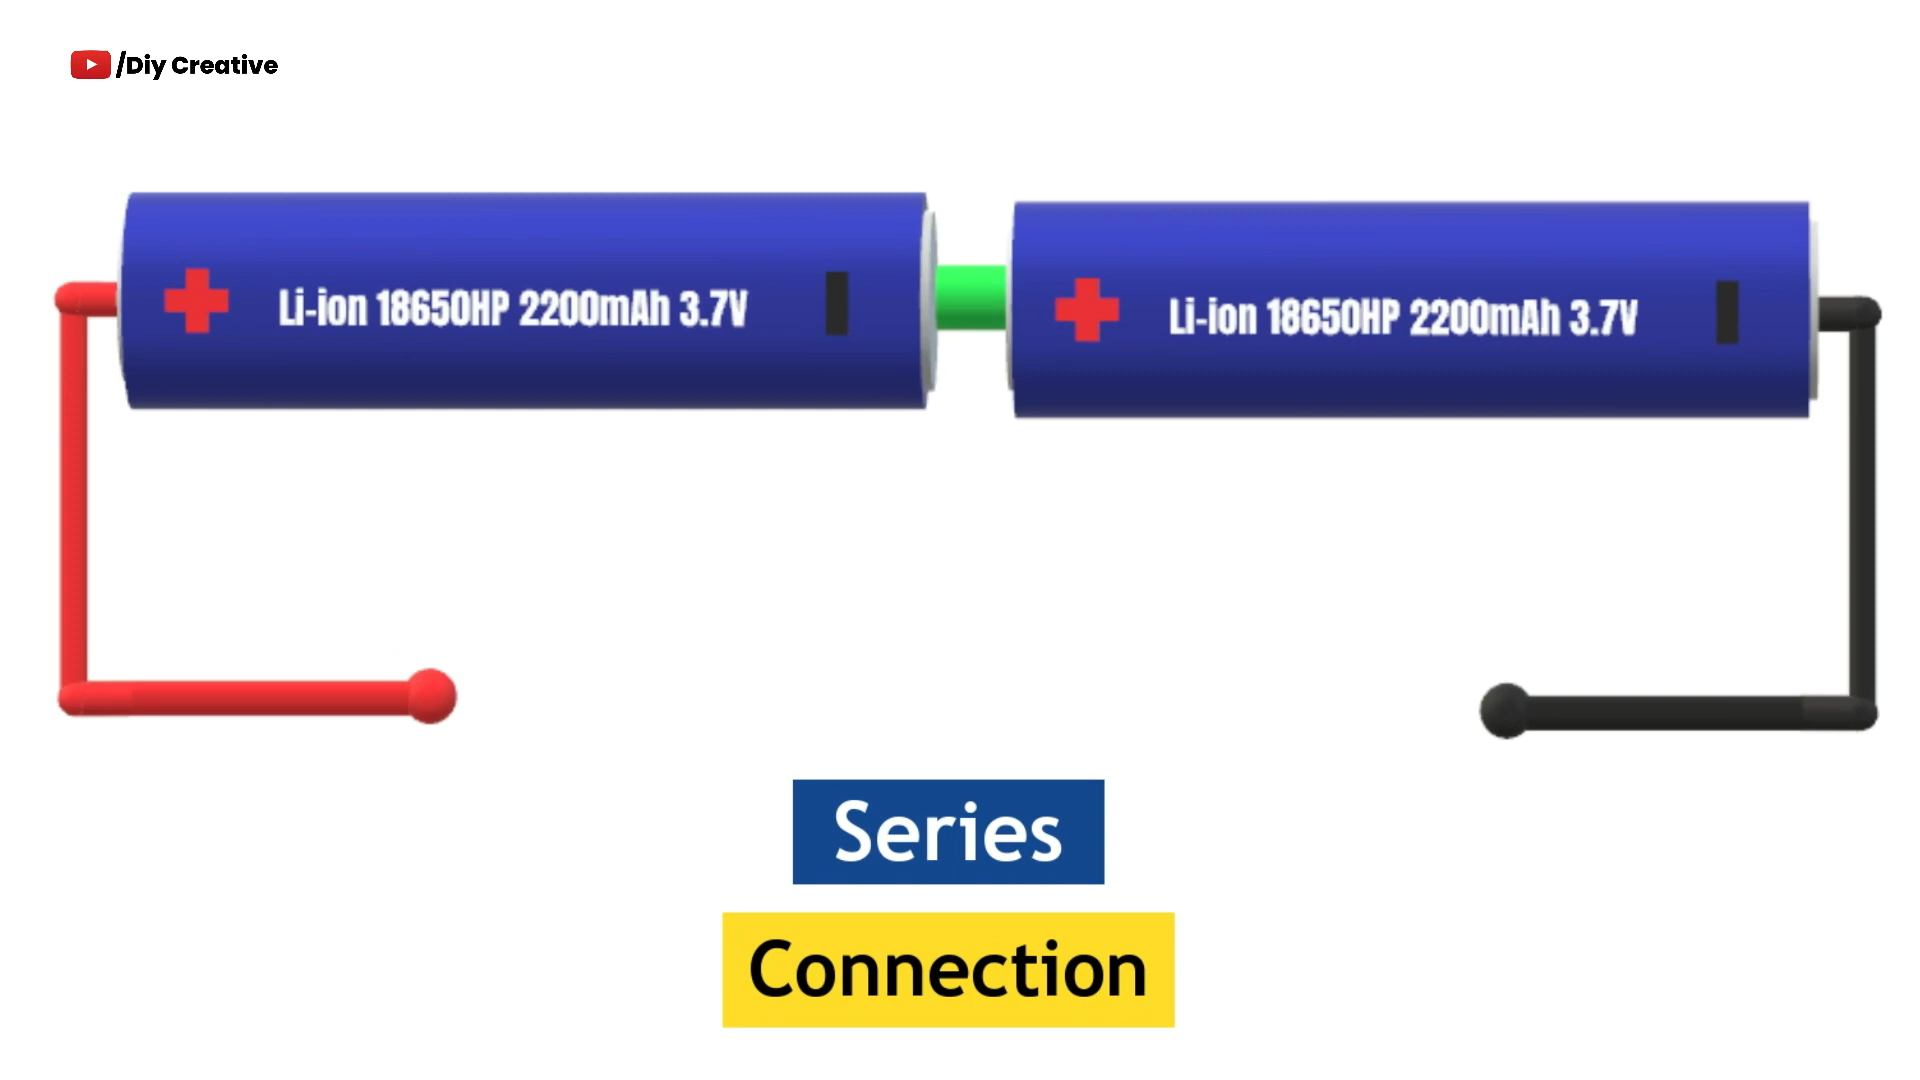 /Diy Creative
Li-ion 18650HP 2200mAh 3.7V
Li-ion 18650HP 2200mAh 3.7V
Series
Connection